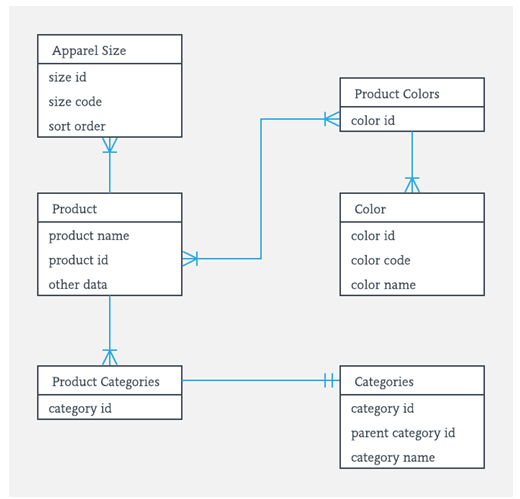 Apparel Size
size id
size code
sort order
Product Colors
color id
Product
product name
product id
other data
Color
color id
color code
color name
Product Categories
category id
Categories
category id
parent category id
category name